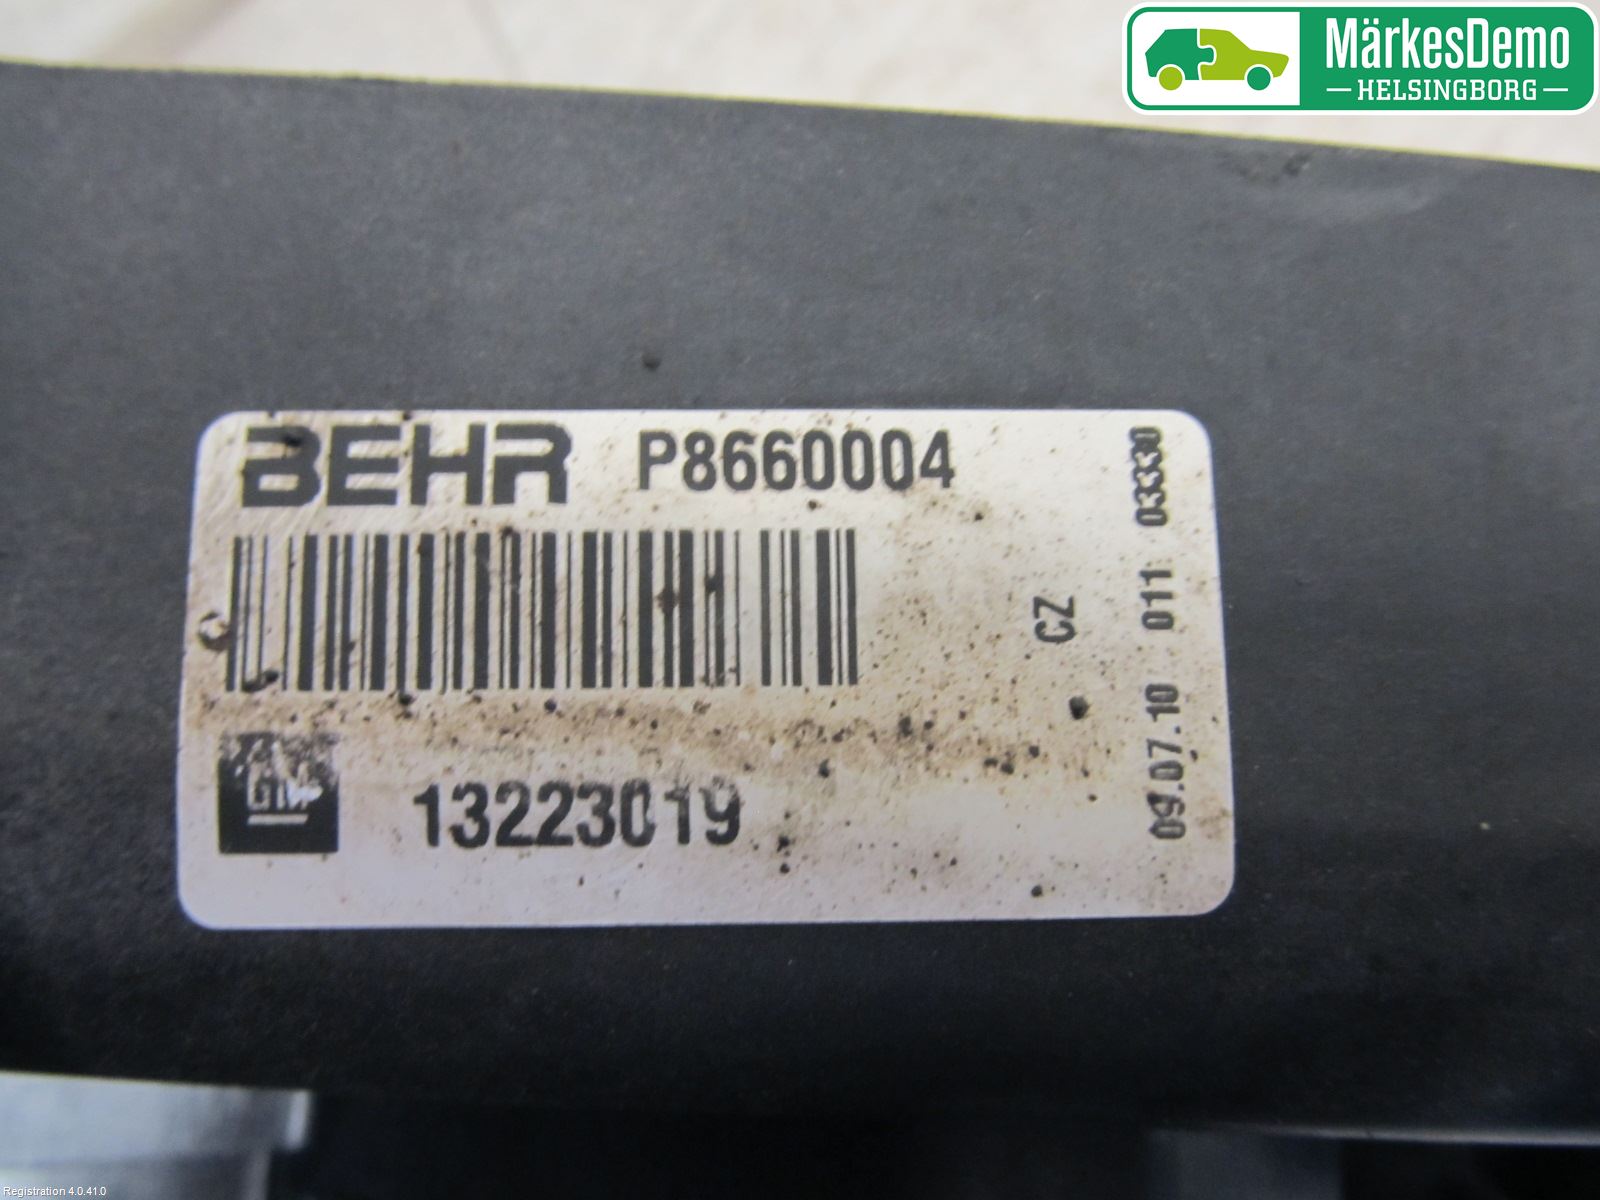 MärkesDemo
HELSINGBORG
BEHR P8660004
CZ
09.07.10 011 03330
GM
13223019
Registration 4.0.41.0